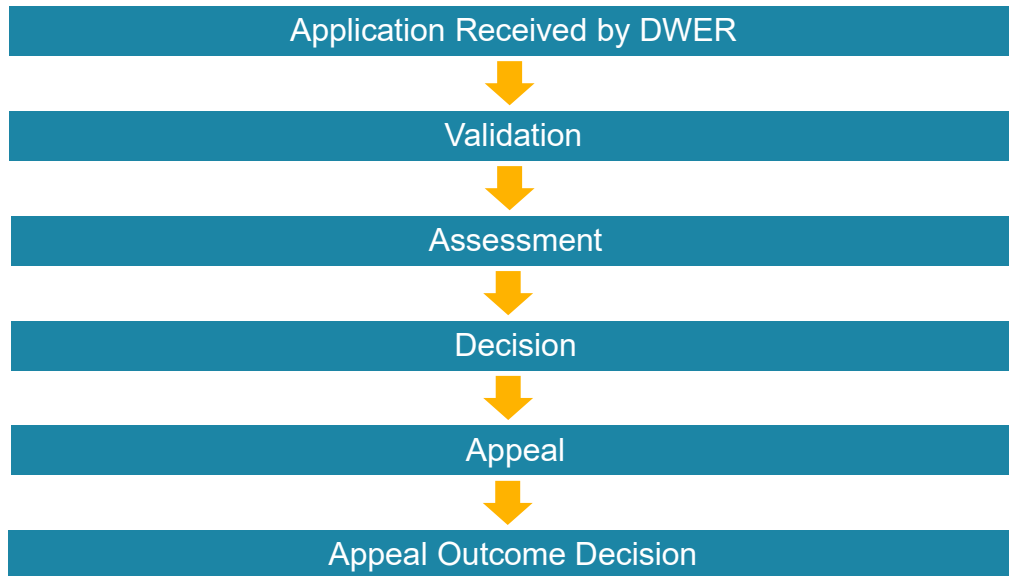 Application Received by DWER
Validation
Assessment
Decision
Appeal
Appeal Outcome Decision